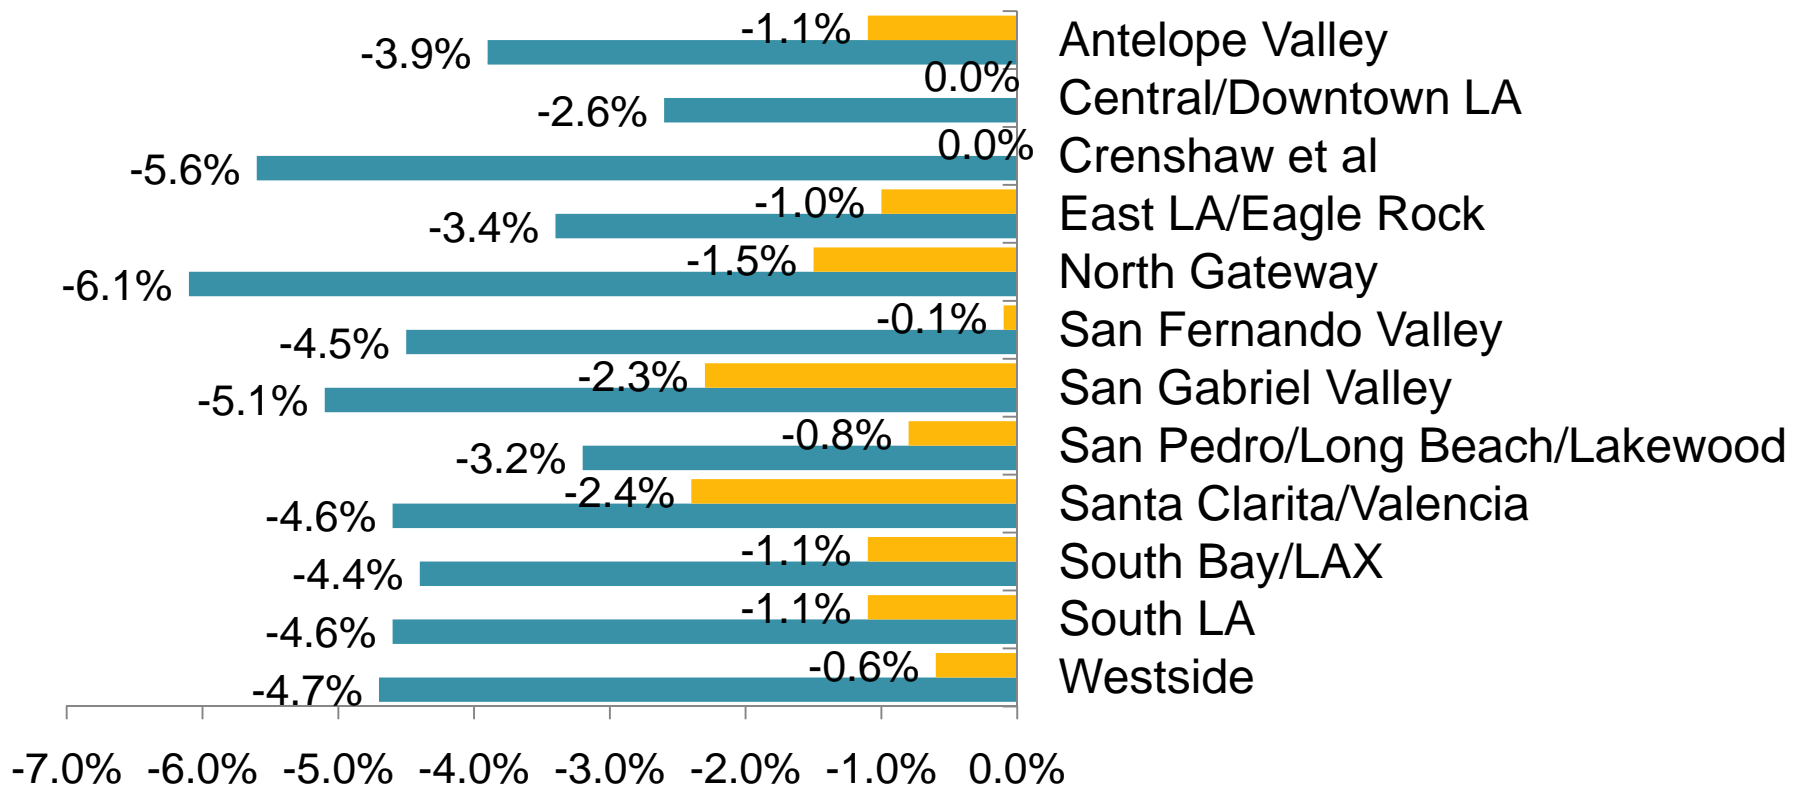 -1.1% Antelope Valley
-3.9%
0.0% Central/Downtown LA
-2.6%
0.0% Crenshaw et al
-5.6%
-1.0% East LA/Eagle Rock
-3.4%
-1.5% North Gateway
-6.1%
-0.1% San Fernando Valley
-4.5%
-2.3% San Gabriel Valley
-5.1%
-0.8% San Pedro/Long Beach/Lakewood
-3.2%
-2.4% Santa Clarita/Valencia
-4.6%
-1.1% South Bay/LAX
-4.4%
-1.1% South LA
-4.6%
-0.6% Westside
-4.7%
-7.0% -6.0% -5.0% -4.0% -3.0% -2.0% -1.0% 0.0%